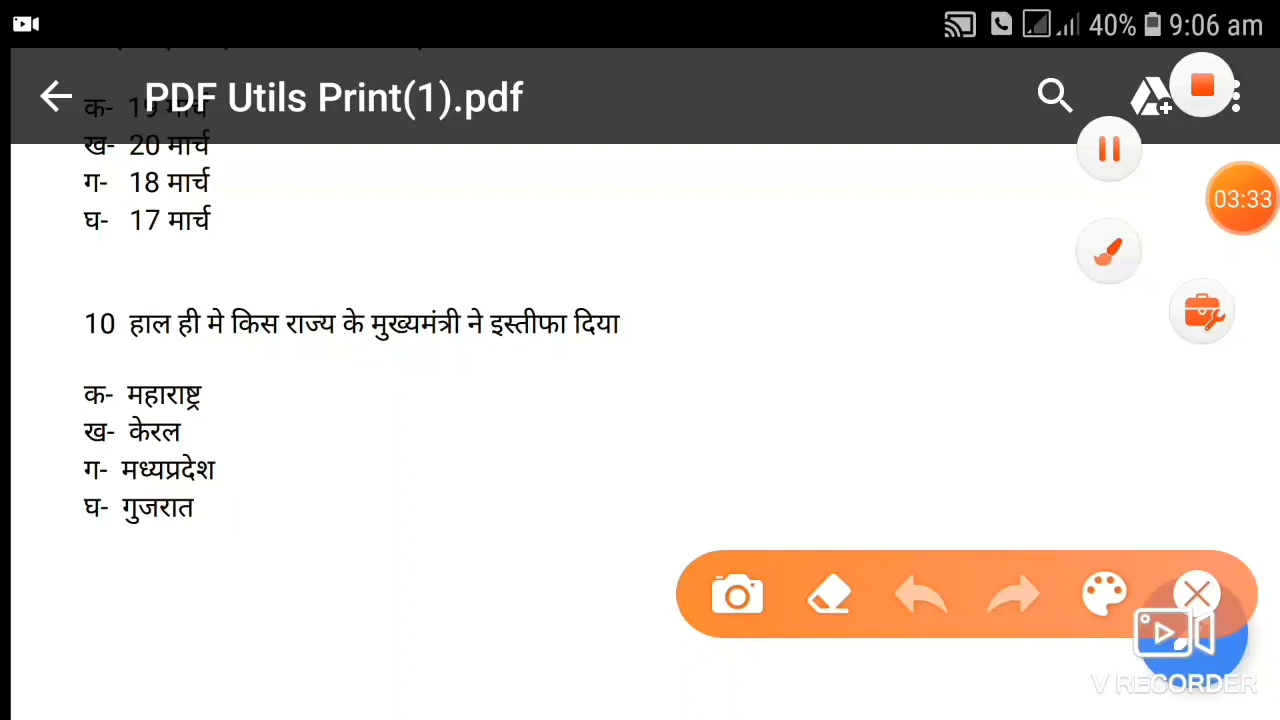 40% 9:06 am
PDF Utils Print(1).pdf
क- 19 मार्च
ख- 20 मार्च
ग- 18 मार्च
घ- 17 मार्च
03:33
10 हाल ही मे किस राज्य के मुख्यमंत्री ने इस्तीफा दिया
क- महाराष्ट्र
ख- केरल
ग- मध्यप्रदेश
घ- गुजरात
V RECORDER